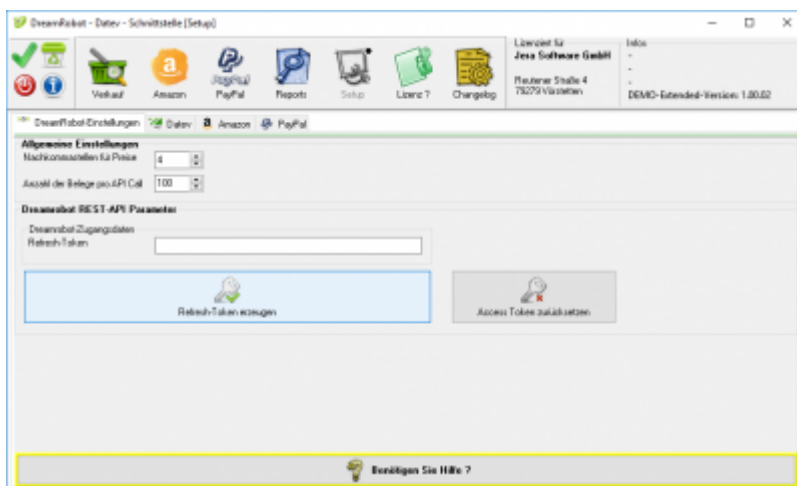 DreamRobot - Datev - Schnittstelle (Setup)
Verkauf
Amazon
PayPal
PayPal
Reports
Setup
Lizenz ?
Changelog
Lizenziert für
Jera Software GmbH
Reutener Straße 4
79279 Vörstetten
Infos
-
-
-
DEMO-Extended-Version: 1.00.02
DreamRobot-Einstellungen
Datev
Amazon
PayPal
Allgemeine Einstellungen
Nachkommastellen für Preise
4
Anzahl der Belege pro API Call
100
Dreamrobot REST-API Parameter
Dreamrobot-Zugangsdaten
Refresh-Token
Refresh-Token erzeugen
Access Token zurücksetzen
Benötigen Sie Hilfe ?